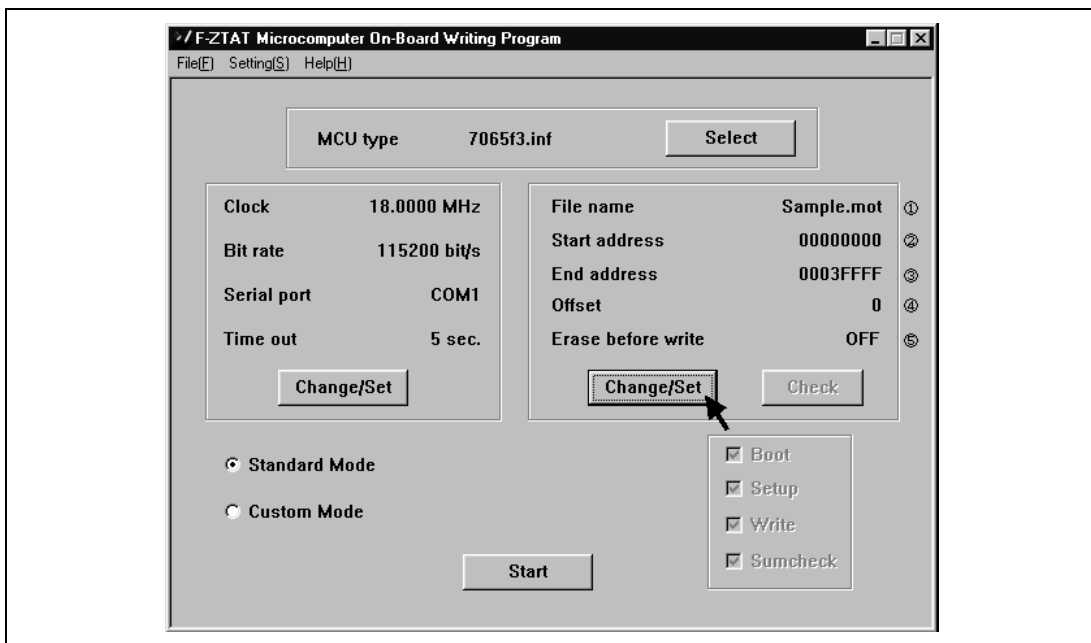 F-ZTAT Microcomputer On-Board Writing Program
File(F) Setting(S) Help(H)
MCU type 7065f3.inf Select
Clock 18.0000 MHz
Bit rate 115200 bit/s
Serial port COM1
Time out 5 sec.
Change/Set
File name Sample.mot ①
Start address 00000000 ②
End address 0003FFFF ③
Offset 0 ④
Erase before write OFF ⑤
Change/Set Check
Standard Mode
Custom Mode
Boot
Setup
Write
Sumcheck
Start